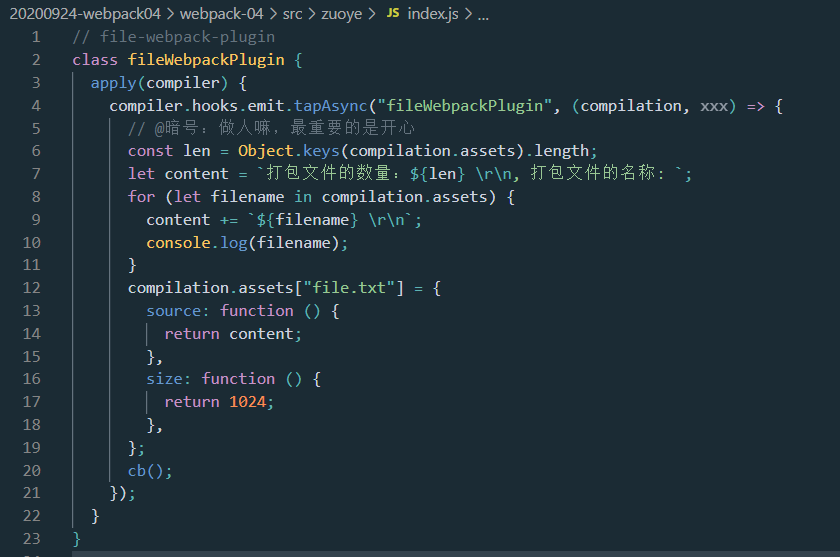 20200924-webpack04 > webpack-04 > src > zuoye > JS index.js > ...
1 // file-webpack-plugin
2 class fileWebpackPlugin {
3 apply(compiler) {
4 compiler.hooks.emit.tapAsync("fileWebpackPlugin", (compilation, xxx) => {
5 // @暗号：做人嘛，最重要的是开心
6 const len = Object.keys(compilation.assets).length;
7 let content = `打包文件的数量：${len} \r\n, 打包文件的名称: `;
8 for (let filename in compilation.assets) {
9 content += `${filename} \r\n`;
10 console.log(filename);
11 }
12 compilation.assets["file.txt"] = {
13 source: function () {
14 return content;
15 },
16 size: function () {
17 return 1024;
18 },
19 };
20 cb();
21 });
22 }
23 }